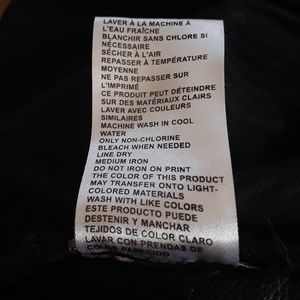 LAVER À LA MACHINE À
L'EAU FRAÎCHE
BLANCHIR SANS CHLORE SI
NÉCESSAIRE
SÉCHER À L'AIR
REPASSER À TEMPÉRATURE
MOYENNE
NE PAS REPASSER SUR
L'IMPRIMÉ
CE PRODUIT PEUT DÉTEINDRE
SUR DES MATÉRIAUX CLAIRS
LAVER AVEC COULEURS
SIMILAIRES
MACHINE WASH IN COOL
WATER
ONLY NON-CHLORINE
BLEACH WHEN NEEDED
LINE DRY
MEDIUM IRON
DO NOT IRON ON PRINT
THE COLOR OF THIS PRODUCT
MAY TRANSFER ONTO LIGHT-
COLORED MATERIALS
WASH WITH LIKE COLORS
ESTE PRODUCTO PUEDE
DESTENIR Y MANCHAR
TEJIDOS DE COLOR CLARO
LAVAR CON PRENDAS DE
COLOR PARECIDO